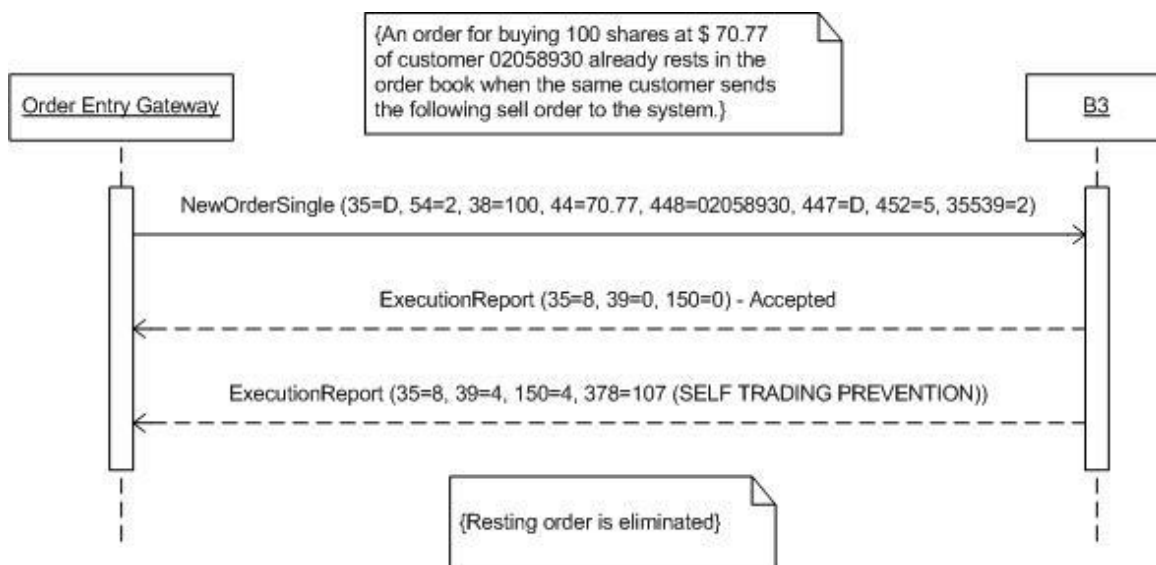 {An order for buying 100 shares at $ 70.77
of customer 02058930 already rests in the
order book when the same customer sends
the following sell order to the system.}
Order Entry Gateway
B3
NewOrderSingle (35=D, 54=2, 38=100, 44=70.77, 448=02058930, 447=D, 452=5, 35539=2)
ExecutionReport (35=8, 39=0, 150=0) - Accepted
ExecutionReport (35=8, 39=4, 150=4, 378=107 (SELF TRADING PREVENTION))
{Resting order is eliminated}